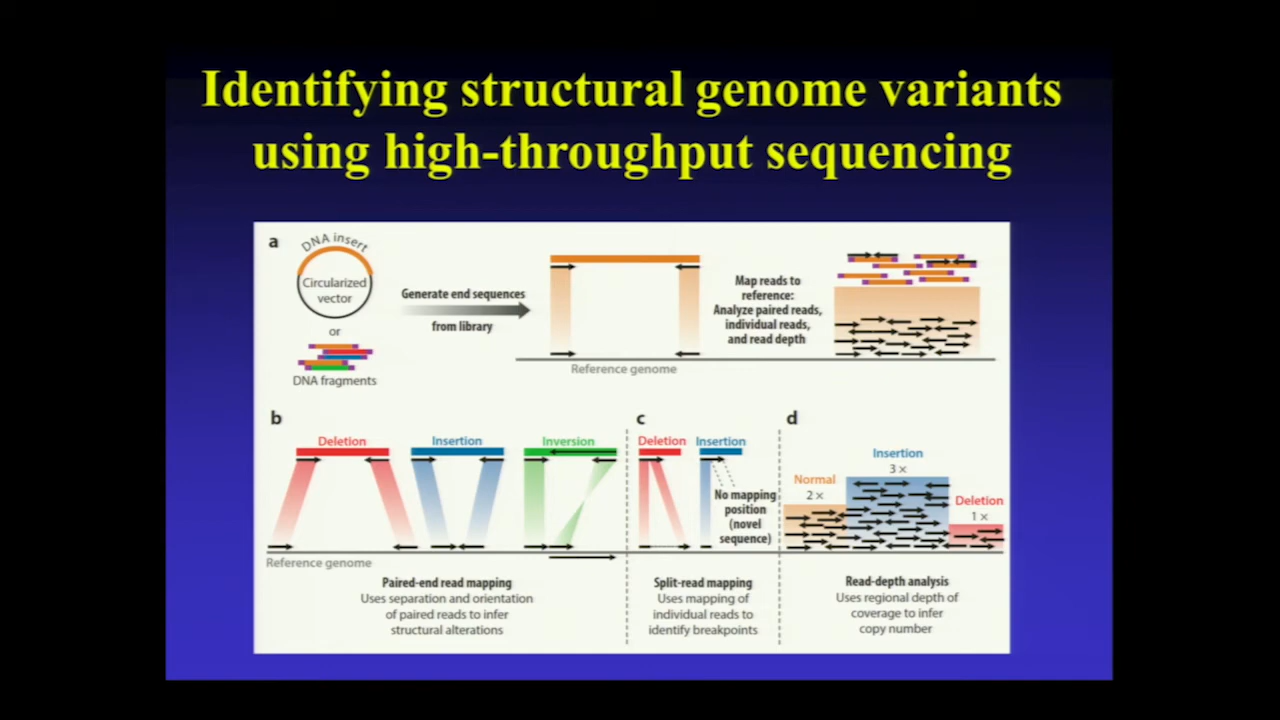 Identifying structural genome variants
using high-throughput sequencing
a
DNA insert
Circularized
vector
or
DNA fragments
Generate end sequences
from library
Reference genome
Map reads to
reference:
Analyze paired reads,
individual reads,
and read depth
b
Deletion
Insertion
Inversion
Reference genome
Paired-end read mapping
Uses separation and orientation
of paired reads to infer
structural alterations
c
Deletion
Insertion
No mapping
position
(novel
sequence)
Split-read mapping
Uses mapping of
individual reads to
identify breakpoints
d
Normal
2 ×
Insertion
3 ×
Deletion
1 ×
Read-depth analysis
Uses regional depth of
coverage to infer
copy number